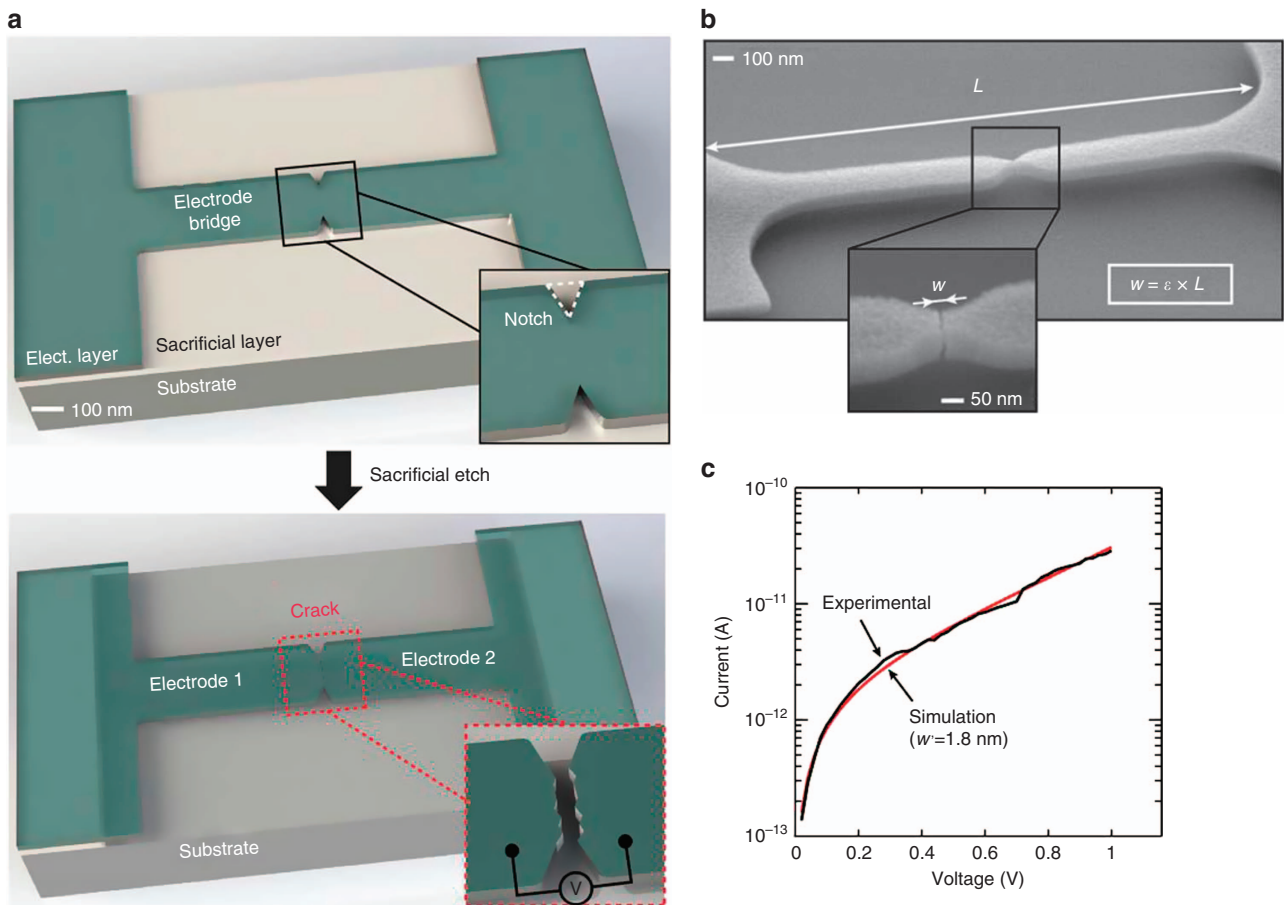 a
Electrode
bridge
Notch
Elect. layer
Sacrificial layer
Substrate
100 nm
Sacrificial etch
Crack
Electrode 1
Electrode 2
Substrate
V
b
100 nm
L
w = ε × L
w
50 nm
c
10⁻¹⁰
10⁻¹¹
10⁻¹²
10⁻¹³
Current (A)
Experimental
Simulation
(w'=1.8 nm)
0 0.2 0.4 0.6 0.8 1
Voltage (V)